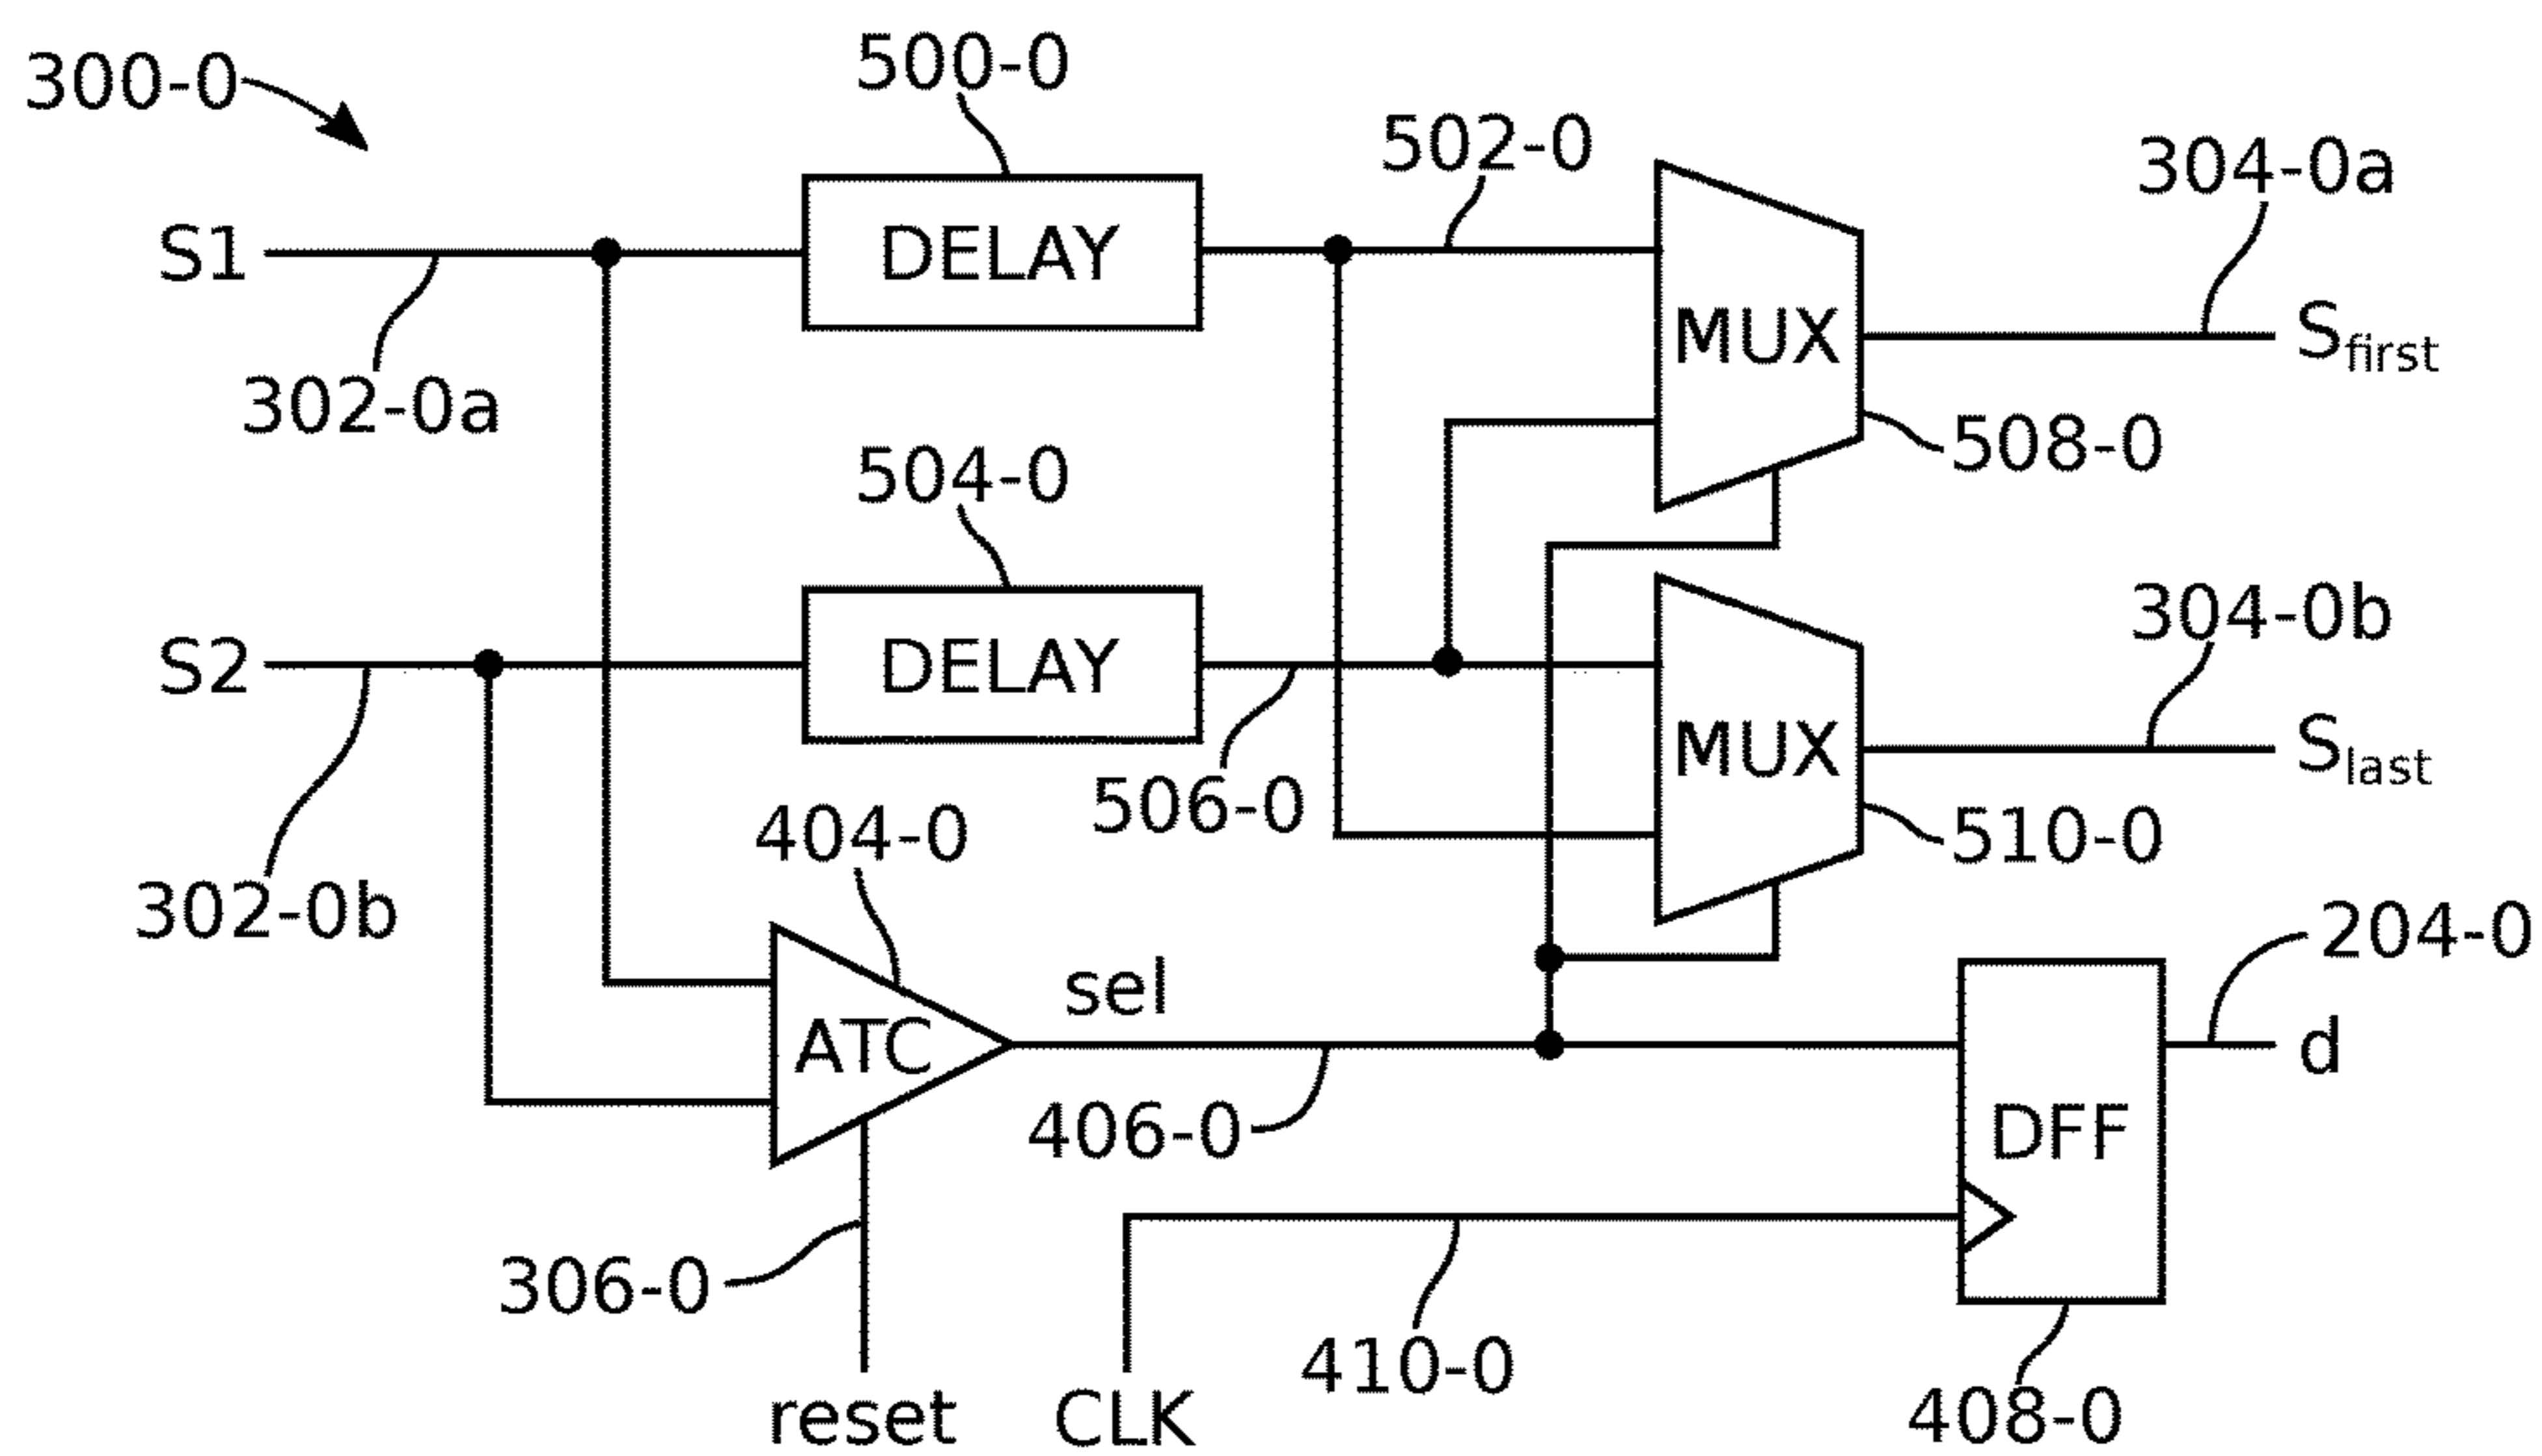 300-0
500-0
502-0
304-0a
S1
DELAY
MUX
Sfirst
302-0a
508-0
504-0
S2
DELAY
MUX
304-0b
Slast
506-0
510-0
302-0b
404-0
204-0
ATC
sel
d
406-0
DFF
306-0
410-0
reset
CLK
408-0